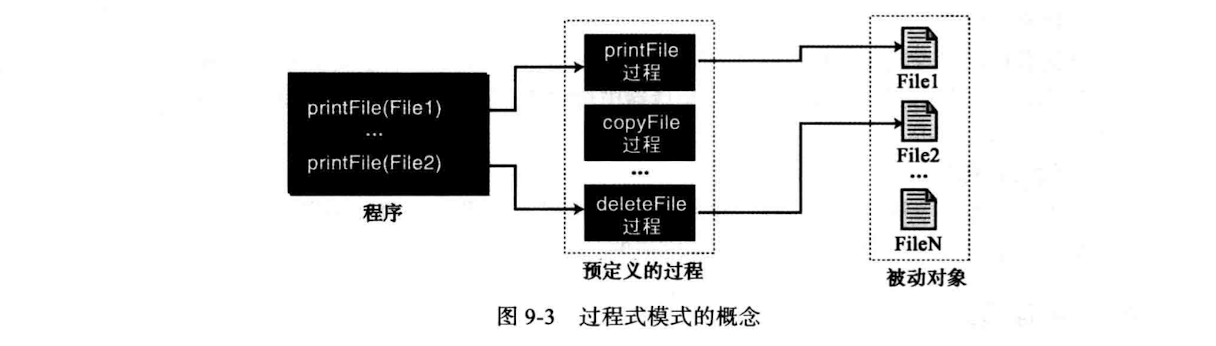 printFile(File1)
...
printFile(File2)
程序
printFile
过程
copyFile
过程
...
deleteFile
过程
预定义的过程
File1
File2
...
FileN
被动对象
图 9-3 过程式模式的概念